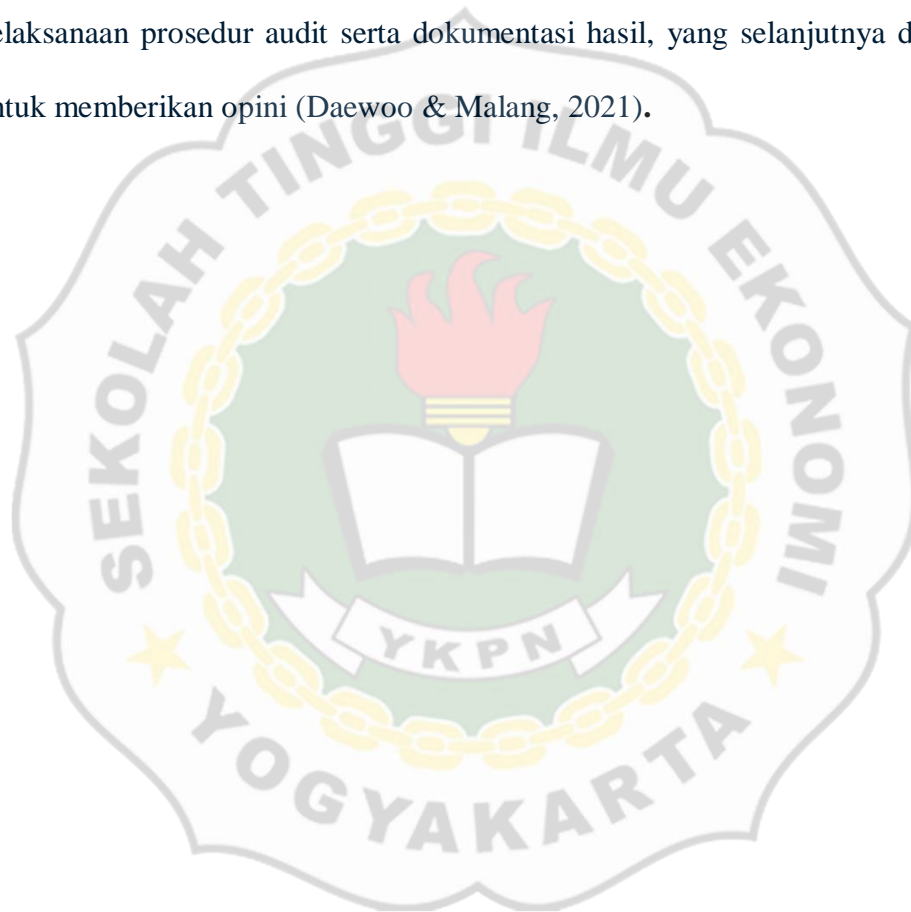 elaksanaan prosedur audit serta dokumentasi hasil, yang selanjutnya d
ntuk memberikan opini (Daewoo & Malang, 2021).
SEKOLAH TINGGI ILMU EKONOMI
YKPN
YOGYAKARTA